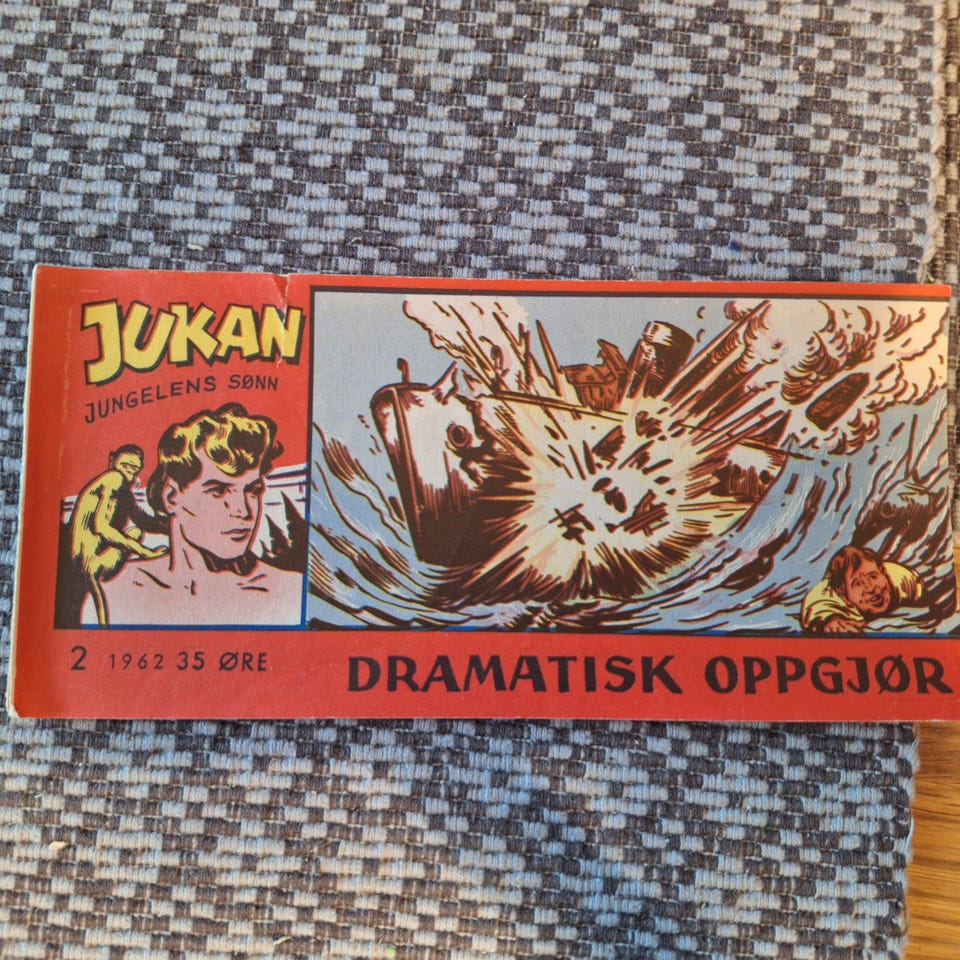 JUKAN
JUNGELENS SØNN
2 1962 35 ØRE
DRAMATISK OPPGJØR